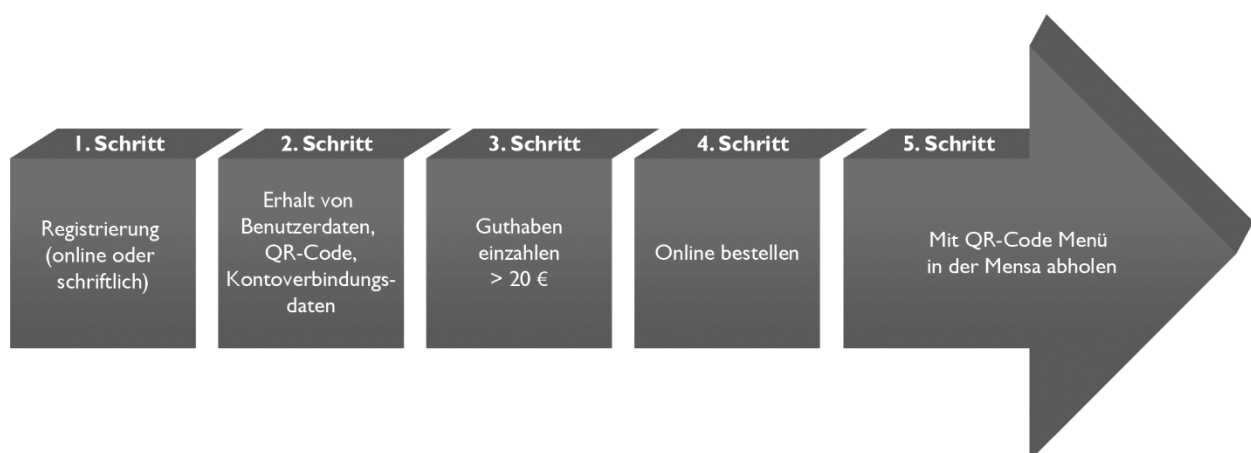 1. Schritt
Registrierung
(online oder
schriftlich)
2. Schritt
Erhalt von
Benutzerdaten,
QR-Code,
Kontoverbindungs-
daten
3. Schritt
Guthaben
einzahlen
> 20 €
4. Schritt
Online bestellen
5. Schritt
Mit QR-Code Menü
in der Mensa abholen